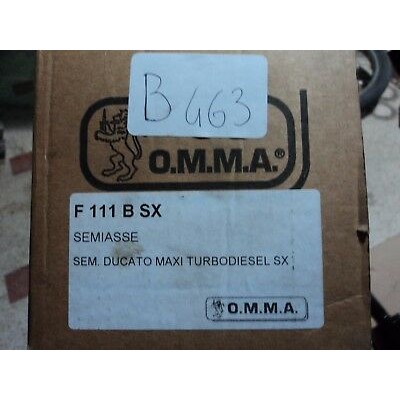 B 463
O.M.M.A.®
F 111 B SX
SEMIASSE
SEM. DUCATO MAXI TURBODIESEL SX
O.M.M.A.